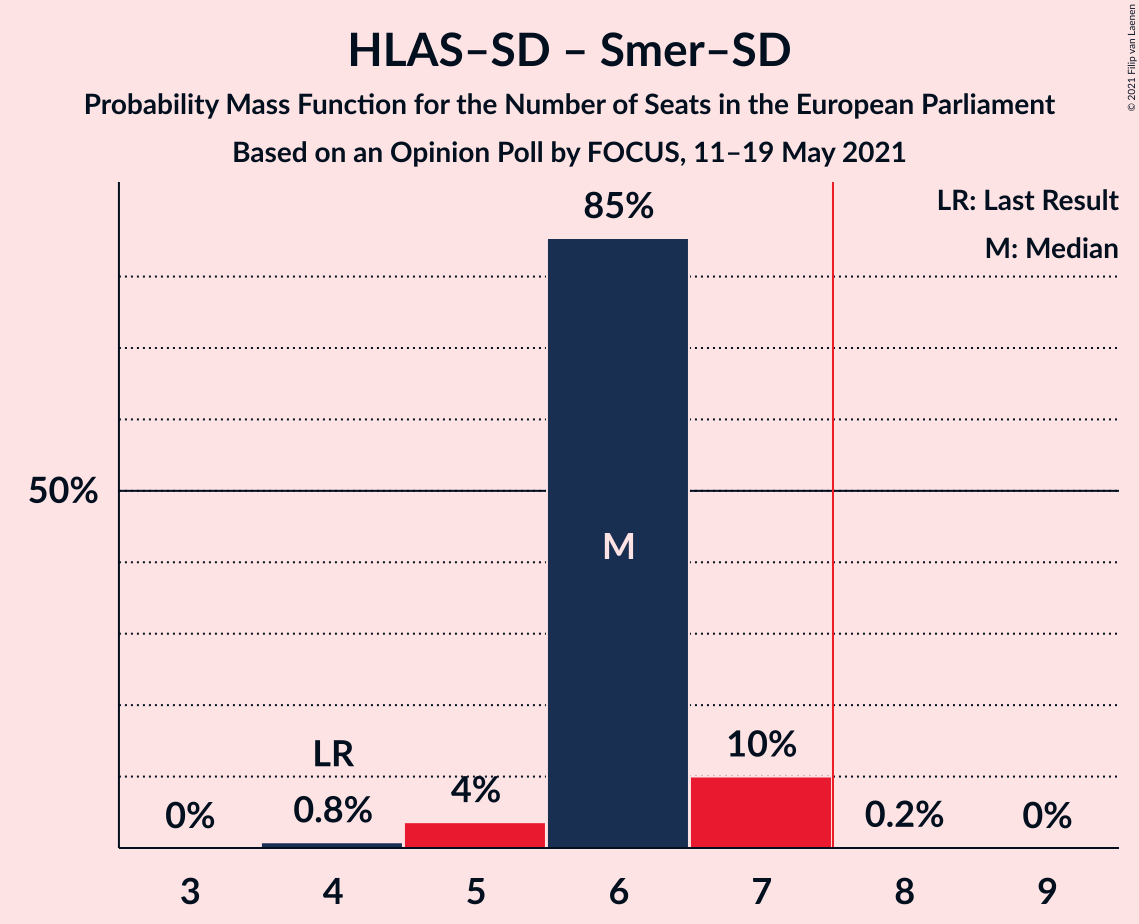 HLAS–SD – Smer–SD
Probability Mass Function for the Number of Seats in the European Parliament
Based on an Opinion Poll by FOCUS, 11–19 May 2021
© 2021 Filip van Laenen
LR: Last Result
M: Median
85%
50%
M
LR
0%
0.8%
4%
10%
0.2%
0%
3
4
5
6
7
8
9